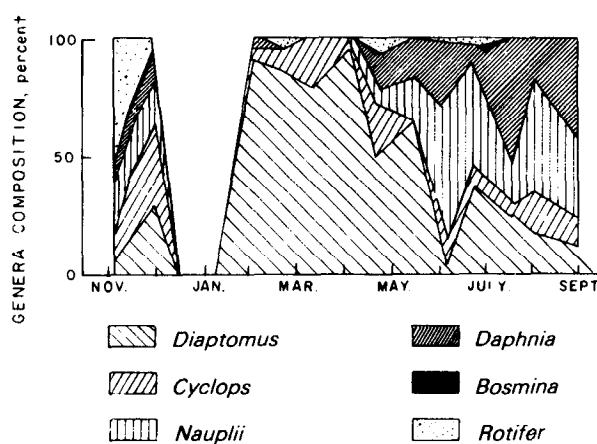 GENERA COMPOSITION, percent
100
50
0
NOV. JAN. MAR. MAY. JULY. SEPT
Diaptomus
Cyclops
Nauplii
Daphnia
Bosmina
Rotifer